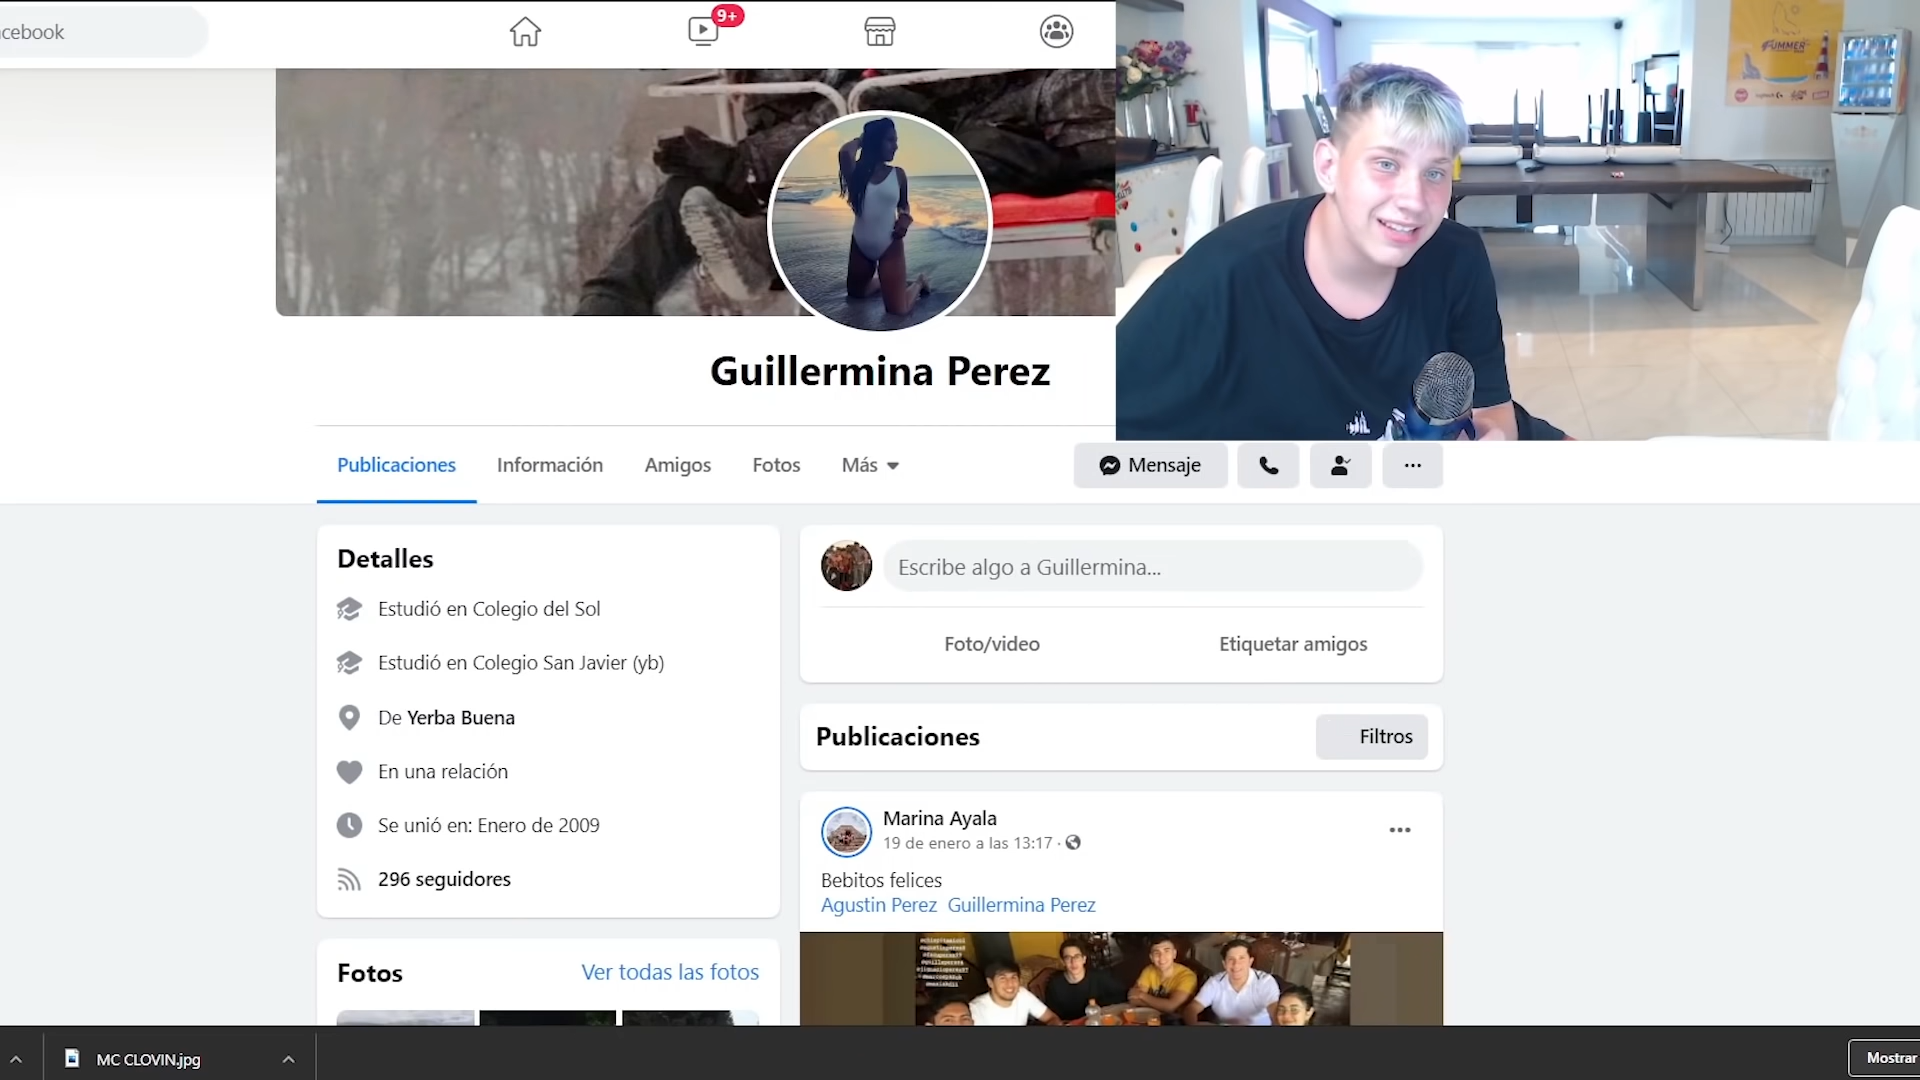 cebook
9+
FUMMER
Guillermina Perez
Publicaciones
Información
Amigos
Fotos
Más
Mensaje
Detalles
Estudió en Colegio del Sol
Estudió en Colegio San Javier (yb)
De Yerba Buena
En una relación
Se unió en: Enero de 2009
296 seguidores
Fotos
Ver todas las fotos
Escribe algo a Guillermina...
Foto/video
Etiquetar amigos
Publicaciones
Filtros
Marina Ayala
19 de enero a las 13:17 ·
Bebitos felices
Agustin Perez Guillermina Perez
MC CLOVIN.jpg
Mostrar